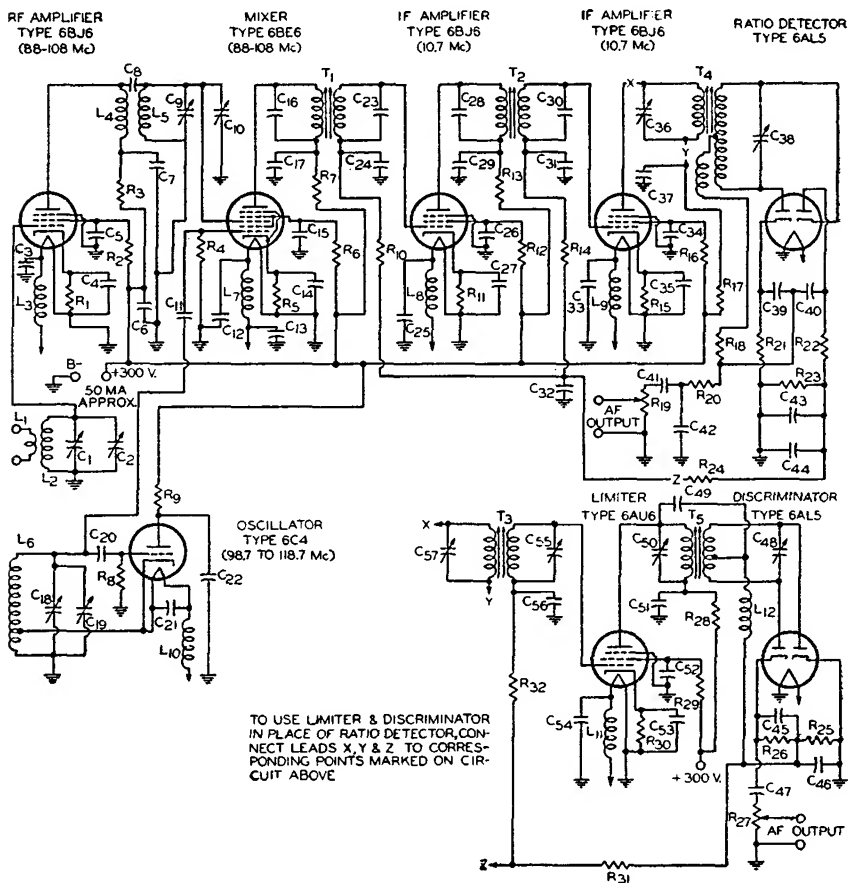 RF AMPLIFIER
TYPE 6BJ6
(88-108 Mc)
MIXER
TYPE 6BE6
(88-108 Mc)
IF AMPLIFIER
TYPE 6BJ6
(10.7 Mc)
IF AMPLIFIER
TYPE 6BJ6
(10.7 Mc)
RATIO DETECTOR
TYPE 6AL5
C8
L4
L5
C9
C10
C7
R3
T1
C16
C23
C17
C24
R7
T2
C28
C30
C29
C31
R13
X
T4
C36
Y
C37
C38
C3
L3
C5
R2
C4
R1
C6
C11
R4
C15
R6
L7
R5
C14
C12
C13
R10
C26
R12
L8
R11
C27
C25
R14
C33
C34
R16
L9
C35
R15
R17
R18
C39
C40
R21
R22
R23
C43
C44
B-
+300 V.
50 MA
APPROX.
C32
C41
R19
R20
AF
OUTPUT
C42
Z
R24
L1
L2
C1
C2
R9
OSCILLATOR
TYPE 6C4
(98.7 TO 118.7 Mc)
L6
C20
R8
C18
C19
C21
L10
C22
LIMITER
TYPE 6AU6
C49
DISCRIMINATOR
TYPE 6AL5
X
T3
C57
C55
Y
C56
C50
T5
C48
C51
R28
L12
R32
C52
R29
C54
L11
C53
R30
+300 V.
C45
R26
R25
C46
C47
R27
AF OUTPUT
Z
R31
TO USE LIMITER & DISCRIMINATOR
IN PLACE OF RATIO DETECTOR, CON-
NECT LEADS X,Y & Z TO CORRES-
PONDING POINTS MARKED ON CIR-
CUIT ABOVE